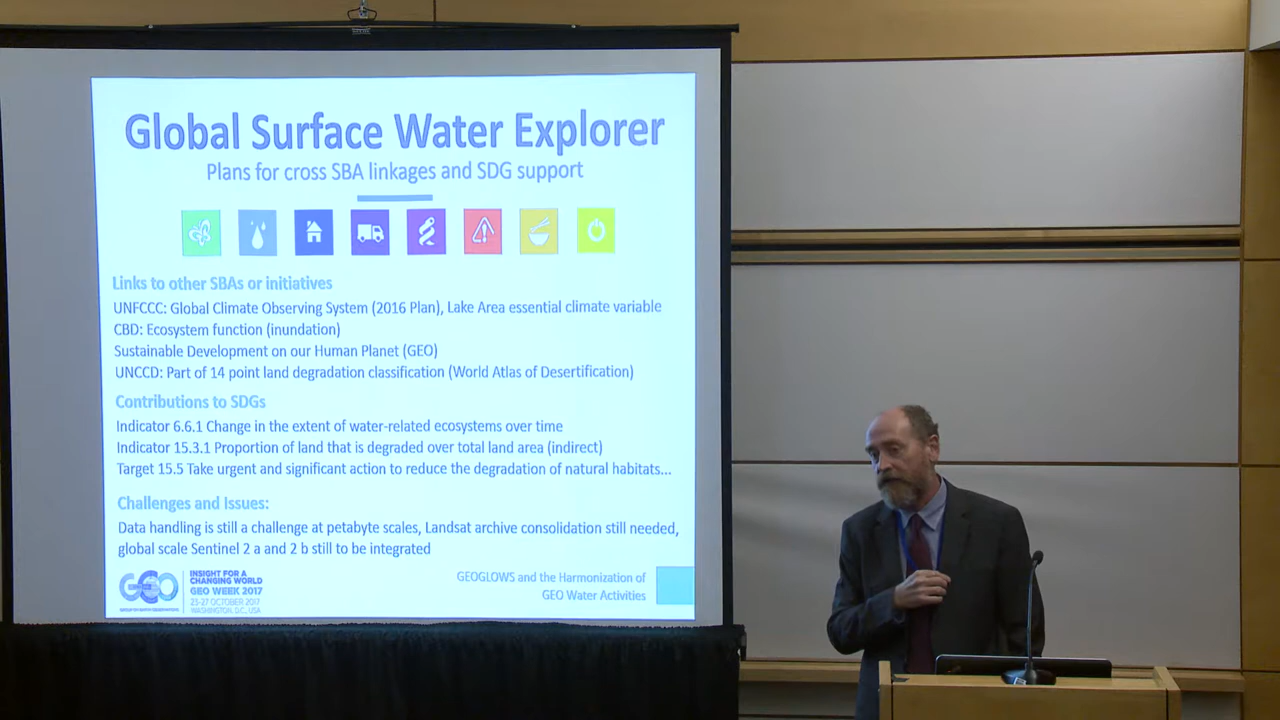 Global Surface Water Explorer
Plans for cross SBA linkages and SDG support
Links to other SBAs or initiatives
UNFCCC: Global Climate Observing System (2016 Plan), Lake Area essential climate variable
CBD: Ecosystem function (inundation)
Sustainable Development on our Human Planet (GEO)
UNCCD: Part of 14 point land degradation classification (World Atlas of Desertification)
Contributions to SDGs
Indicator 6.6.1 Change in the extent of water-related ecosystems over time
Indicator 15.3.1 Proportion of land that is degraded over total land area (indirect)
Target 15.5 Take urgent and significant action to reduce the degradation of natural habitats...
Challenges and Issues:
Data handling is still a challenge at petabyte scales, Landsat archive consolidation still needed,
global scale Sentinel 2 a and 2 b still to be integrated
GEO
INSIGHT FOR A
CHANGING WORLD
GEO WEEK 2017
23-27 OCTOBER 2017
WASHINGTON, D.C., USA
GEOGLOWS and the Harmonization of
GEO Water Activities